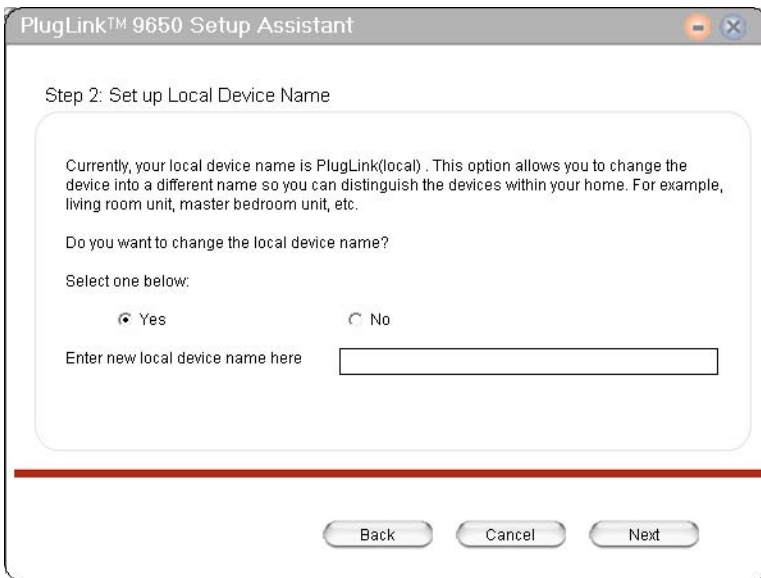 PlugLink™ 9650 Setup Assistant
Step 2: Set up Local Device Name
Currently, your local device name is PlugLink(local) . This option allows you to change the
device into a different name so you can distinguish the devices within your home. For example,
living room unit, master bedroom unit, etc.
Do you want to change the local device name?
Select one below:
Yes No
Enter new local device name here
Back Cancel Next